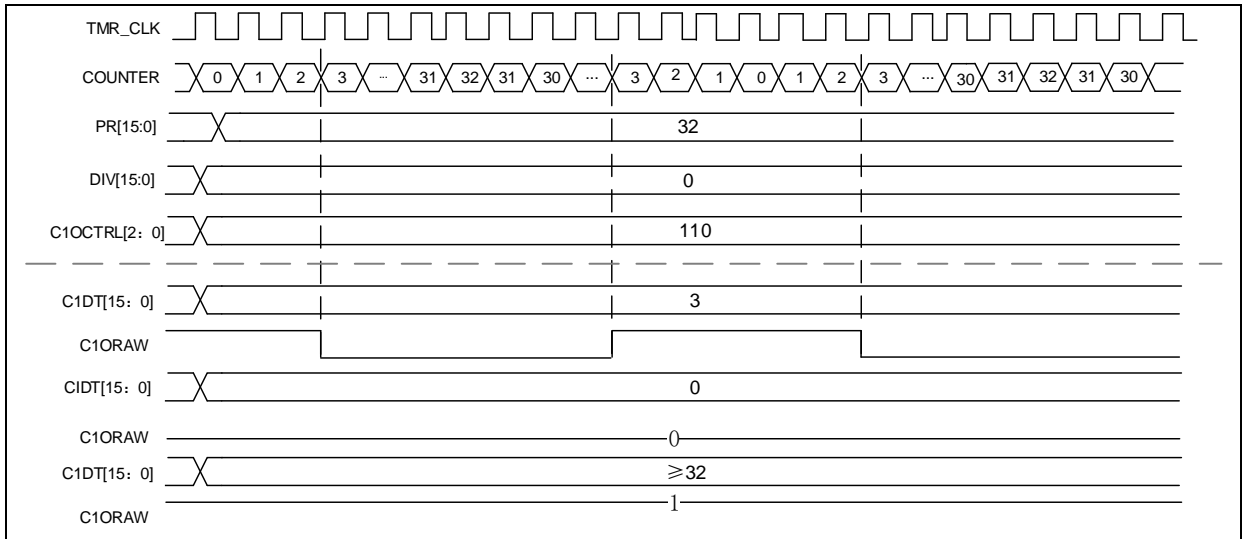 TMR_CLK
COUNTER 0 1 2 3 ... 31 32 31 30 ... 3 2 1 0 1 2 3 ... 30 31 32 31 30
PR[15:0] 32
DIV[15:0] 0
C1OCTRL[2：0] 110
C1DT[15：0] 3
C1ORAW
CIDT[15：0] 0
C1ORAW 0
C1DT[15：0] ≥32
C1ORAW 1